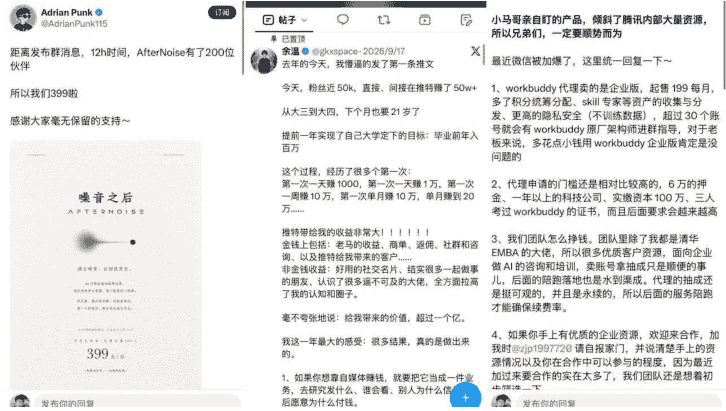 Adrian Punk
@AdrianPunk115
订阅
距离发布群消息，12h时间，AfterNoise有了200位
伙伴
所以我们399啦
感谢大家毫无保留的支持～
噪音之后
AFTERNOISE
399
发布你的回复
帖子
已置顶
余温 @gkxspace·2026/9/17
去年的今天，我懵逼的发了第一条推文
今天，粉丝近 50k，直接、间接在推特赚了 50w+
从大三到大四，下个月也要 21 岁了
提前一年实现了自己大学定下的目标：毕业前年入
百万
这个过程，经历了很多个第一次：
第一次一天赚 1000，第一次一天赚 1 万，第一次
一周赚 10 万，第一次单月赚 10 万，单月赚到 20
万......
推特带给我的收益非常大！！！！！！
金钱上包括：老马的收益、商单、返佣、社群和咨
询、以及推特给我带来的客户......
非金钱收益：好用的社交名片、结实很多一起做事
的朋友、认识了很多遥不可及的大佬，全方面拉高
了我的认知和圈子。
毫不夸张地说：给我带来的价值，超过一个亿。
我这一年最大的感受：很多结果，真的是做出来
的。
1、如果你想靠自媒体赚钱，就要把它当成一件业
务，去研究发什么、谁会看、别人为什么信
后愿意为什么付钱。
小马哥亲自盯的产品，倾斜了腾讯内部大量资源，
所以兄弟们，一定要顺势而为
最近微信被加爆了，这里统一回复一下～
1、workbuddy 代理卖的是企业版，起售 199 每月，
多了积分统筹分配、skill 专家等资产的收集与分
发、更高的隐私安全（不训练数据），超过 30 个账
号就会有 workbuddy 原厂架构师进群指导，对于老
板来说，多花点小钱用 workbuddy 企业版肯定是没
问题的
2、代理申请的门槛还是相对比较高的，6 万的押
金、一年以上的科技公司、实缴资本 100 万、三人
考过 workbuddy 的证书，而且后面要求会越来越高
3、我们团队怎么挣钱。团队里除了我都是清华
EMBA 的大佬，所以很多优质客户资源，面向企业
做 AI 的咨询和培训，卖账号拿抽成只是顺便的事
儿，后面的陪跑落地也是水到渠成。代理的抽成还
是挺可观的，并且是永续的，所以后面的服务陪跑
才能确保续费率。
4、如果你手上有优质的企业资源，欢迎来合作，加
我时@zjp1997720 请自报家门，并说清楚手上的资
源情况以及你在合作中可以参与的程度，因为最近
加过来要合作的实在太多了，我们团队还是想着初
发布你的回复